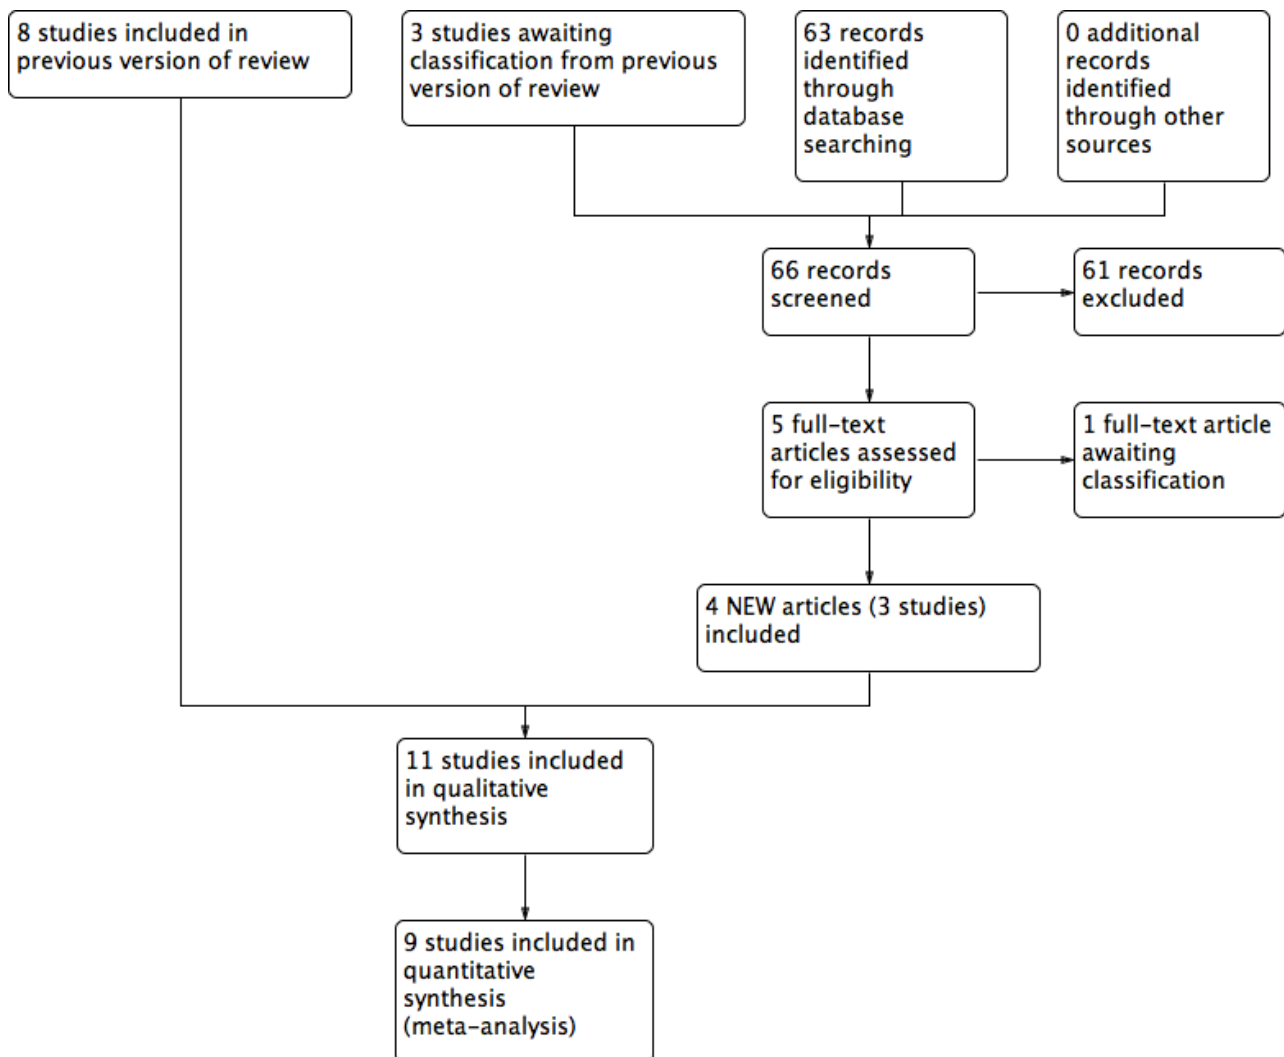 8 studies included in
previous version of review
3 studies awaiting
classification from previous
version of review
63 records
identified
through
database
searching
0 additional
records
identified
through other
sources
66 records
screened
61 records
excluded
5 full-text
articles assessed
for eligibility
1 full-text article
awaiting
classification
4 NEW articles (3 studies)
included
11 studies included
in qualitative
synthesis
9 studies included in
quantitative
synthesis
(meta-analysis)